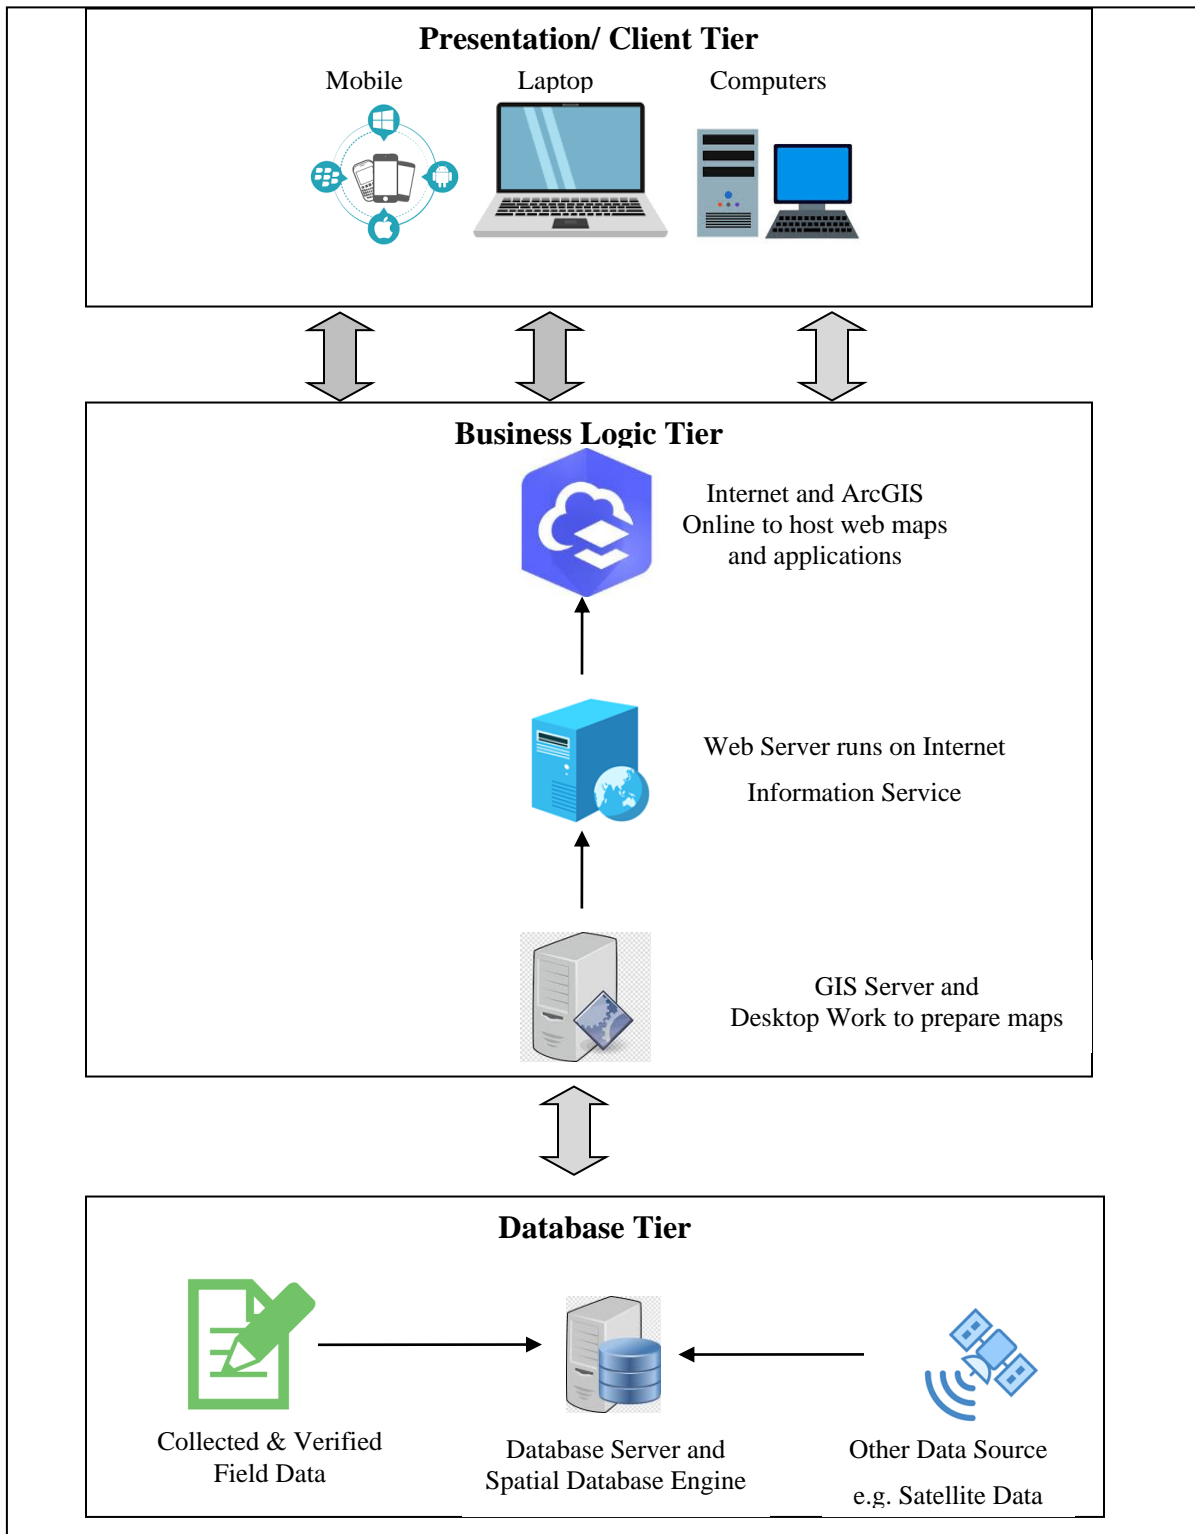 Presentation/ Client Tier
Mobile
Laptop
Computers
Business Logic Tier
Internet and ArcGIS
Online to host web maps
and applications
Web Server runs on Internet
Information Service
GIS Server and
Desktop Work to prepare maps
Database Tier
Collected & Verified
Field Data
Database Server and
Spatial Database Engine
Other Data Source
e.g. Satellite Data